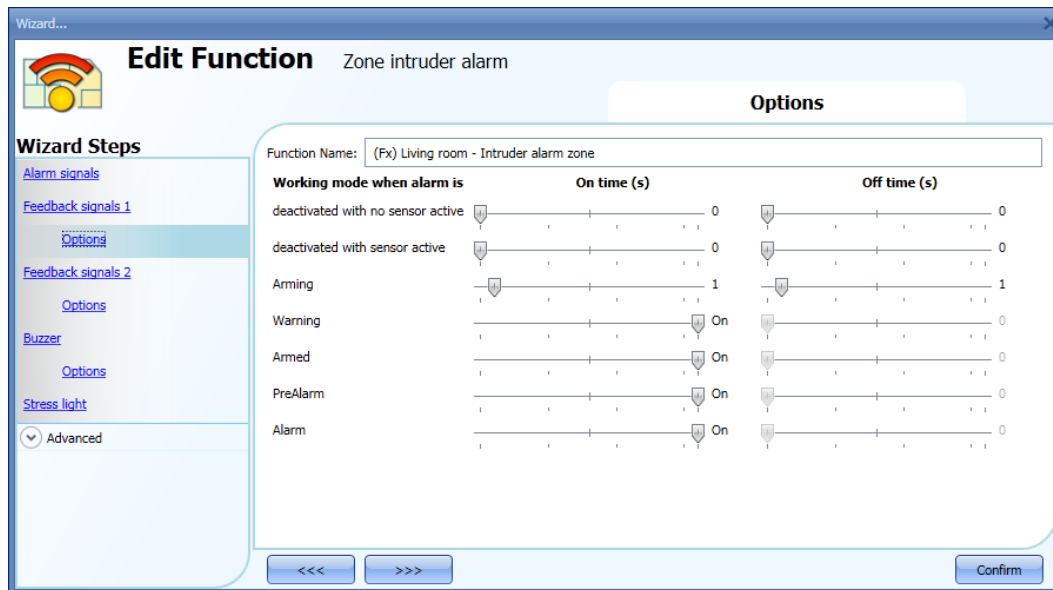 Wizard...
Edit Function Zone intruder alarm
Options
Wizard Steps
Alarm signals
Feedback signals 1
Options
Feedback signals 2
Options
Buzzer
Options
Stress light
Advanced
Function Name: (Fx) Living room - Intruder alarm zone
Working mode when alarm is On time (s) Off time (s)
deactivated with no sensor active 0 0
deactivated with sensor active 0 0
Arming 1 1
Warning On 0
Armed On 0
PreAlarm On 0
Alarm On 0
<<< >>> Confirm